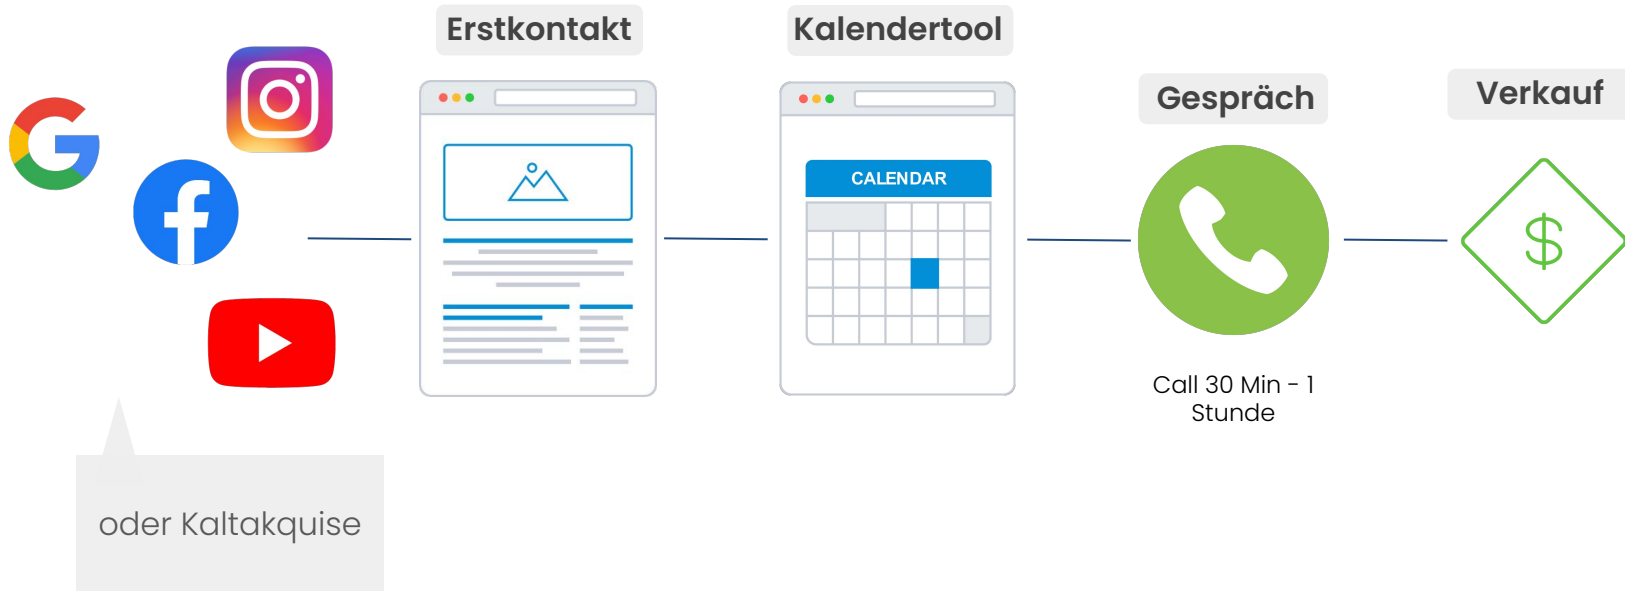 Erstkontakt
Kalendertool
Gespräch
Verkauf
CALENDAR
$
Call 30 Min - 1
Stunde
oder Kaltakquise